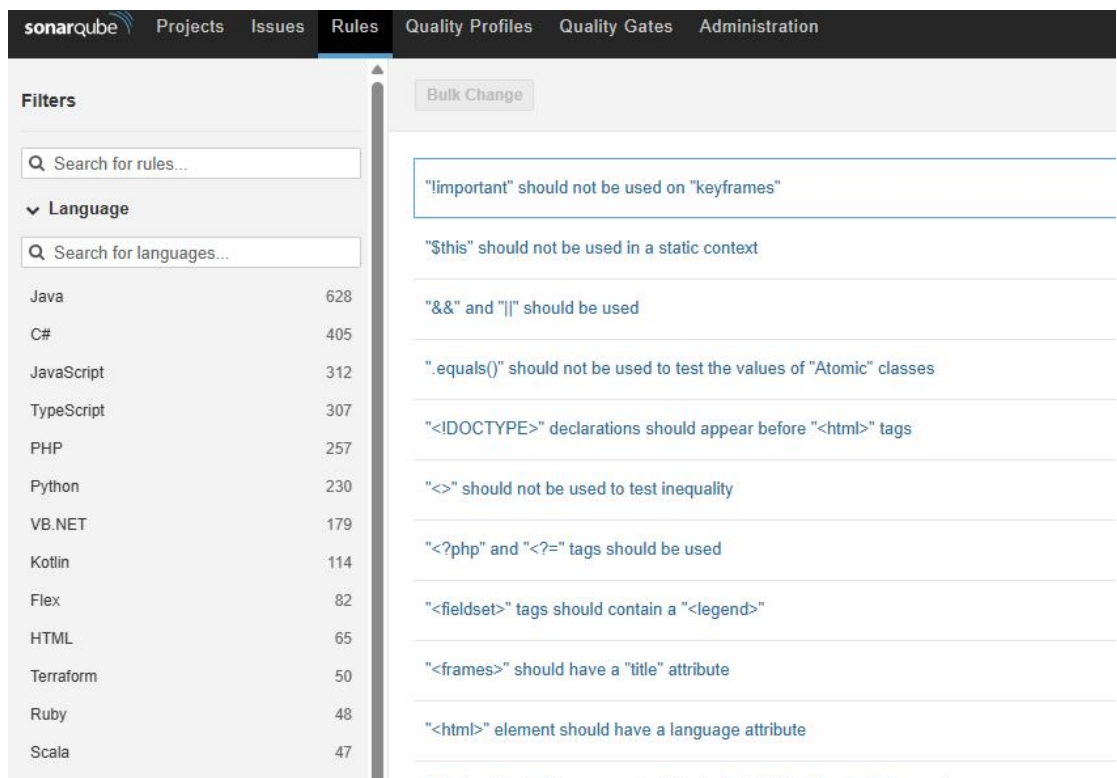 sonarqube Projects Issues Rules Quality Profiles Quality Gates Administration
Filters
Search for rules...
Language
Search for languages...
Java 628
C# 405
JavaScript 312
TypeScript 307
PHP 257
Python 230
VB.NET 179
Kotlin 114
Flex 82
HTML 65
Terraform 50
Ruby 48
Scala 47
Bulk Change
"!important" should not be used on "keyframes"
"$this" should not be used in a static context
"&&" and "||" should be used
".equals()" should not be used to test the values of "Atomic" classes
"<!DOCTYPE>" declarations should appear before "<html>" tags
"<>" should not be used to test inequality
"<?php" and "<?=" tags should be used
"<fieldset>" tags should contain a "<legend>"
"<frames>" should have a "title" attribute
"<html>" element should have a language attribute